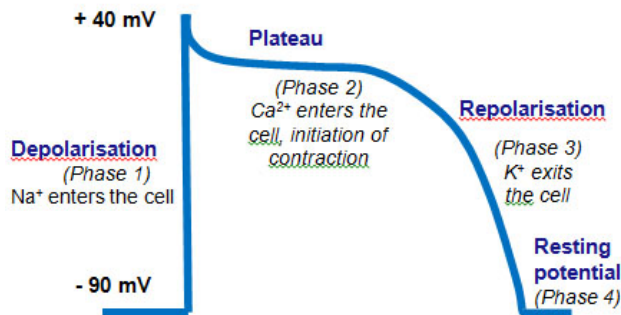 + 40 mV
Plateau
(Phase 2)
Ca²⁺ enters the
cell, initiation of
contraction
Depolarisation
(Phase 1)
Na⁺ enters the cell
Repolarisation
(Phase 3)
K⁺ exits
the cell
Resting
potential
(Phase 4)
- 90 mV